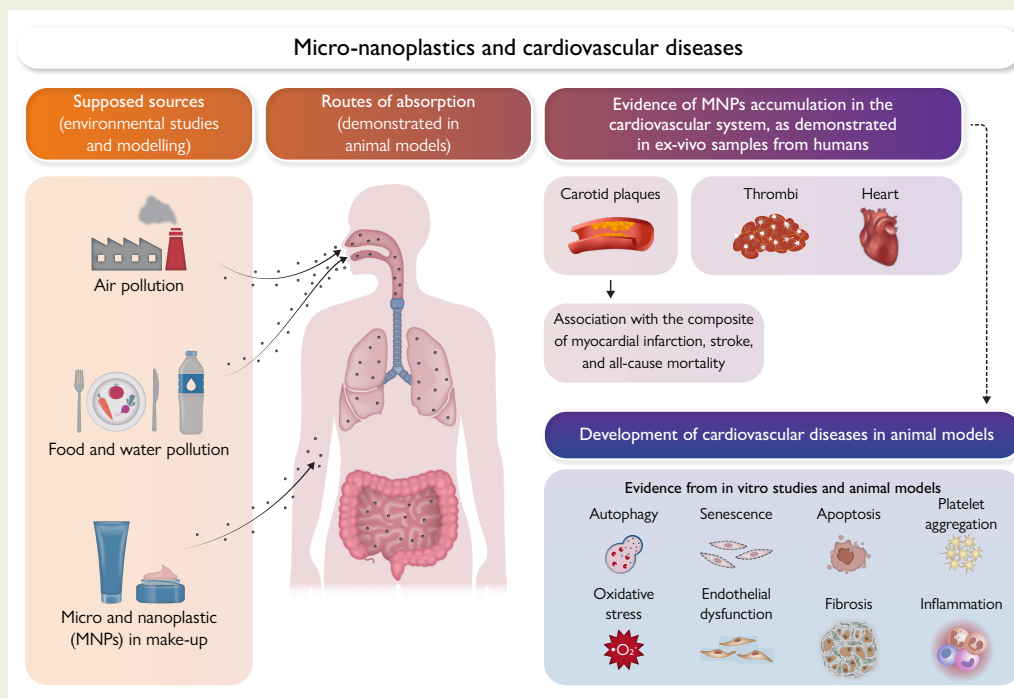 Micro-nanoplastics and cardiovascular diseases
Supposed sources
(environmental studies
and modelling)
Routes of absorption
(demonstrated in
animal models)
Evidence of MNPs accumulation in the
cardiovascular system, as demonstrated
in ex-vivo samples from humans
Air pollution
Food and water pollution
Micro and nanoplastic
(MNPs) in make-up
Carotid plaques
Thrombi
Heart
Association with the composite
of myocardial infarction, stroke,
and all-cause mortality
Development of cardiovascular diseases in animal models
Evidence from in vitro studies and animal models
Autophagy
Senescence
Apoptosis
Platelet
aggregation
Oxidative
stress
Endothelial
dysfunction
Fibrosis
Inflammation
•O₂⁻